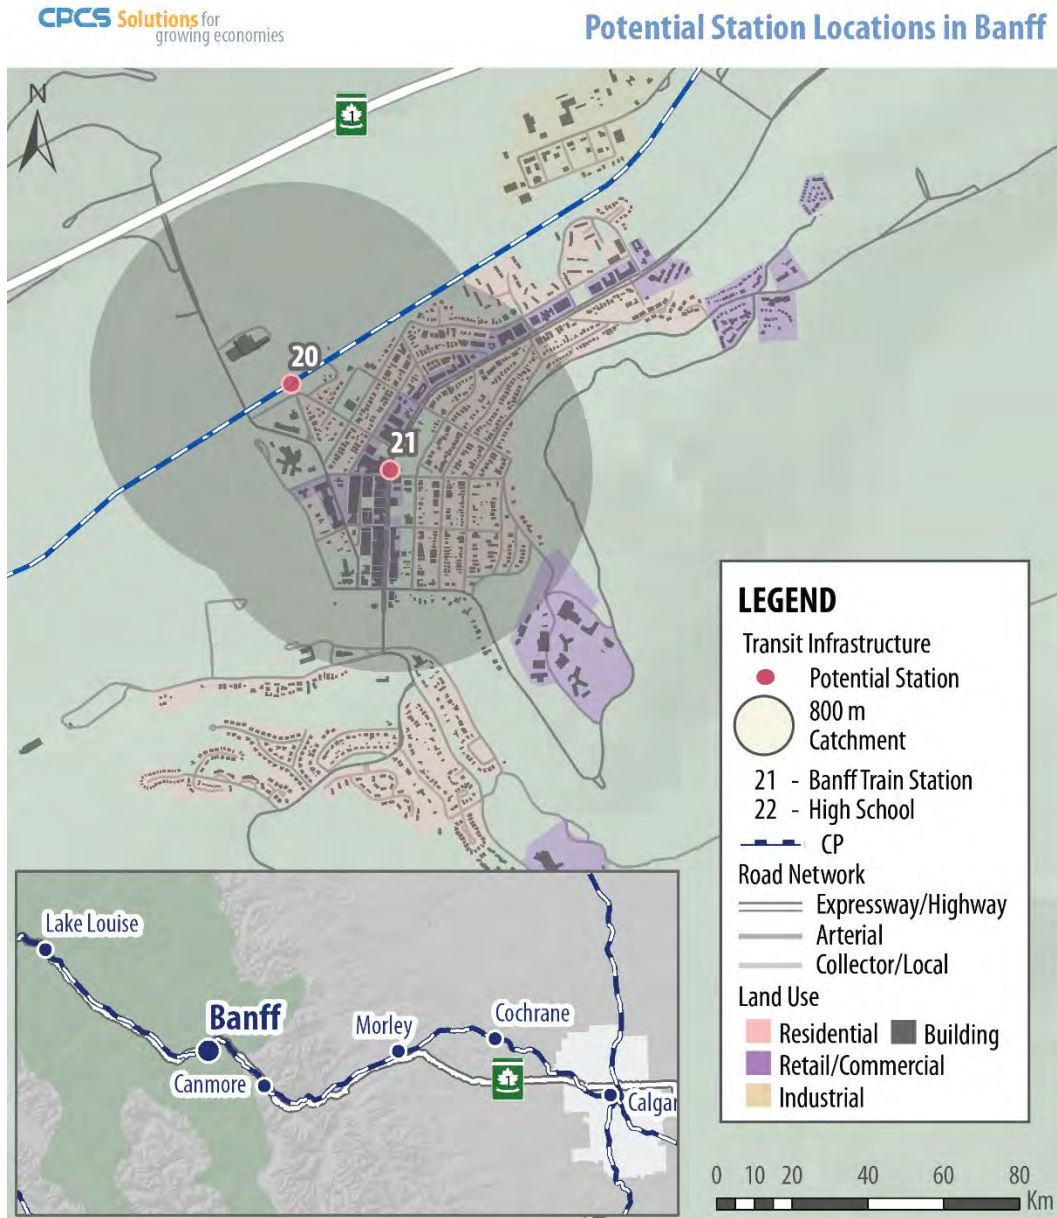 CPCS Solutions for
growing economies
Potential Station Locations in Banff
N
1
20
21
LEGEND
Transit Infrastructure
Potential Station
800 m
Catchment
21 - Banff Train Station
22 - High School
CP
Road Network
Expressway/Highway
Arterial
Collector/Local
Land Use
Residential
Building
Retail/Commercial
Industrial
Lake Louise
Banff
Canmore
Morley
Cochrane
1
Calgar
0 10 20 40 60 80
Km